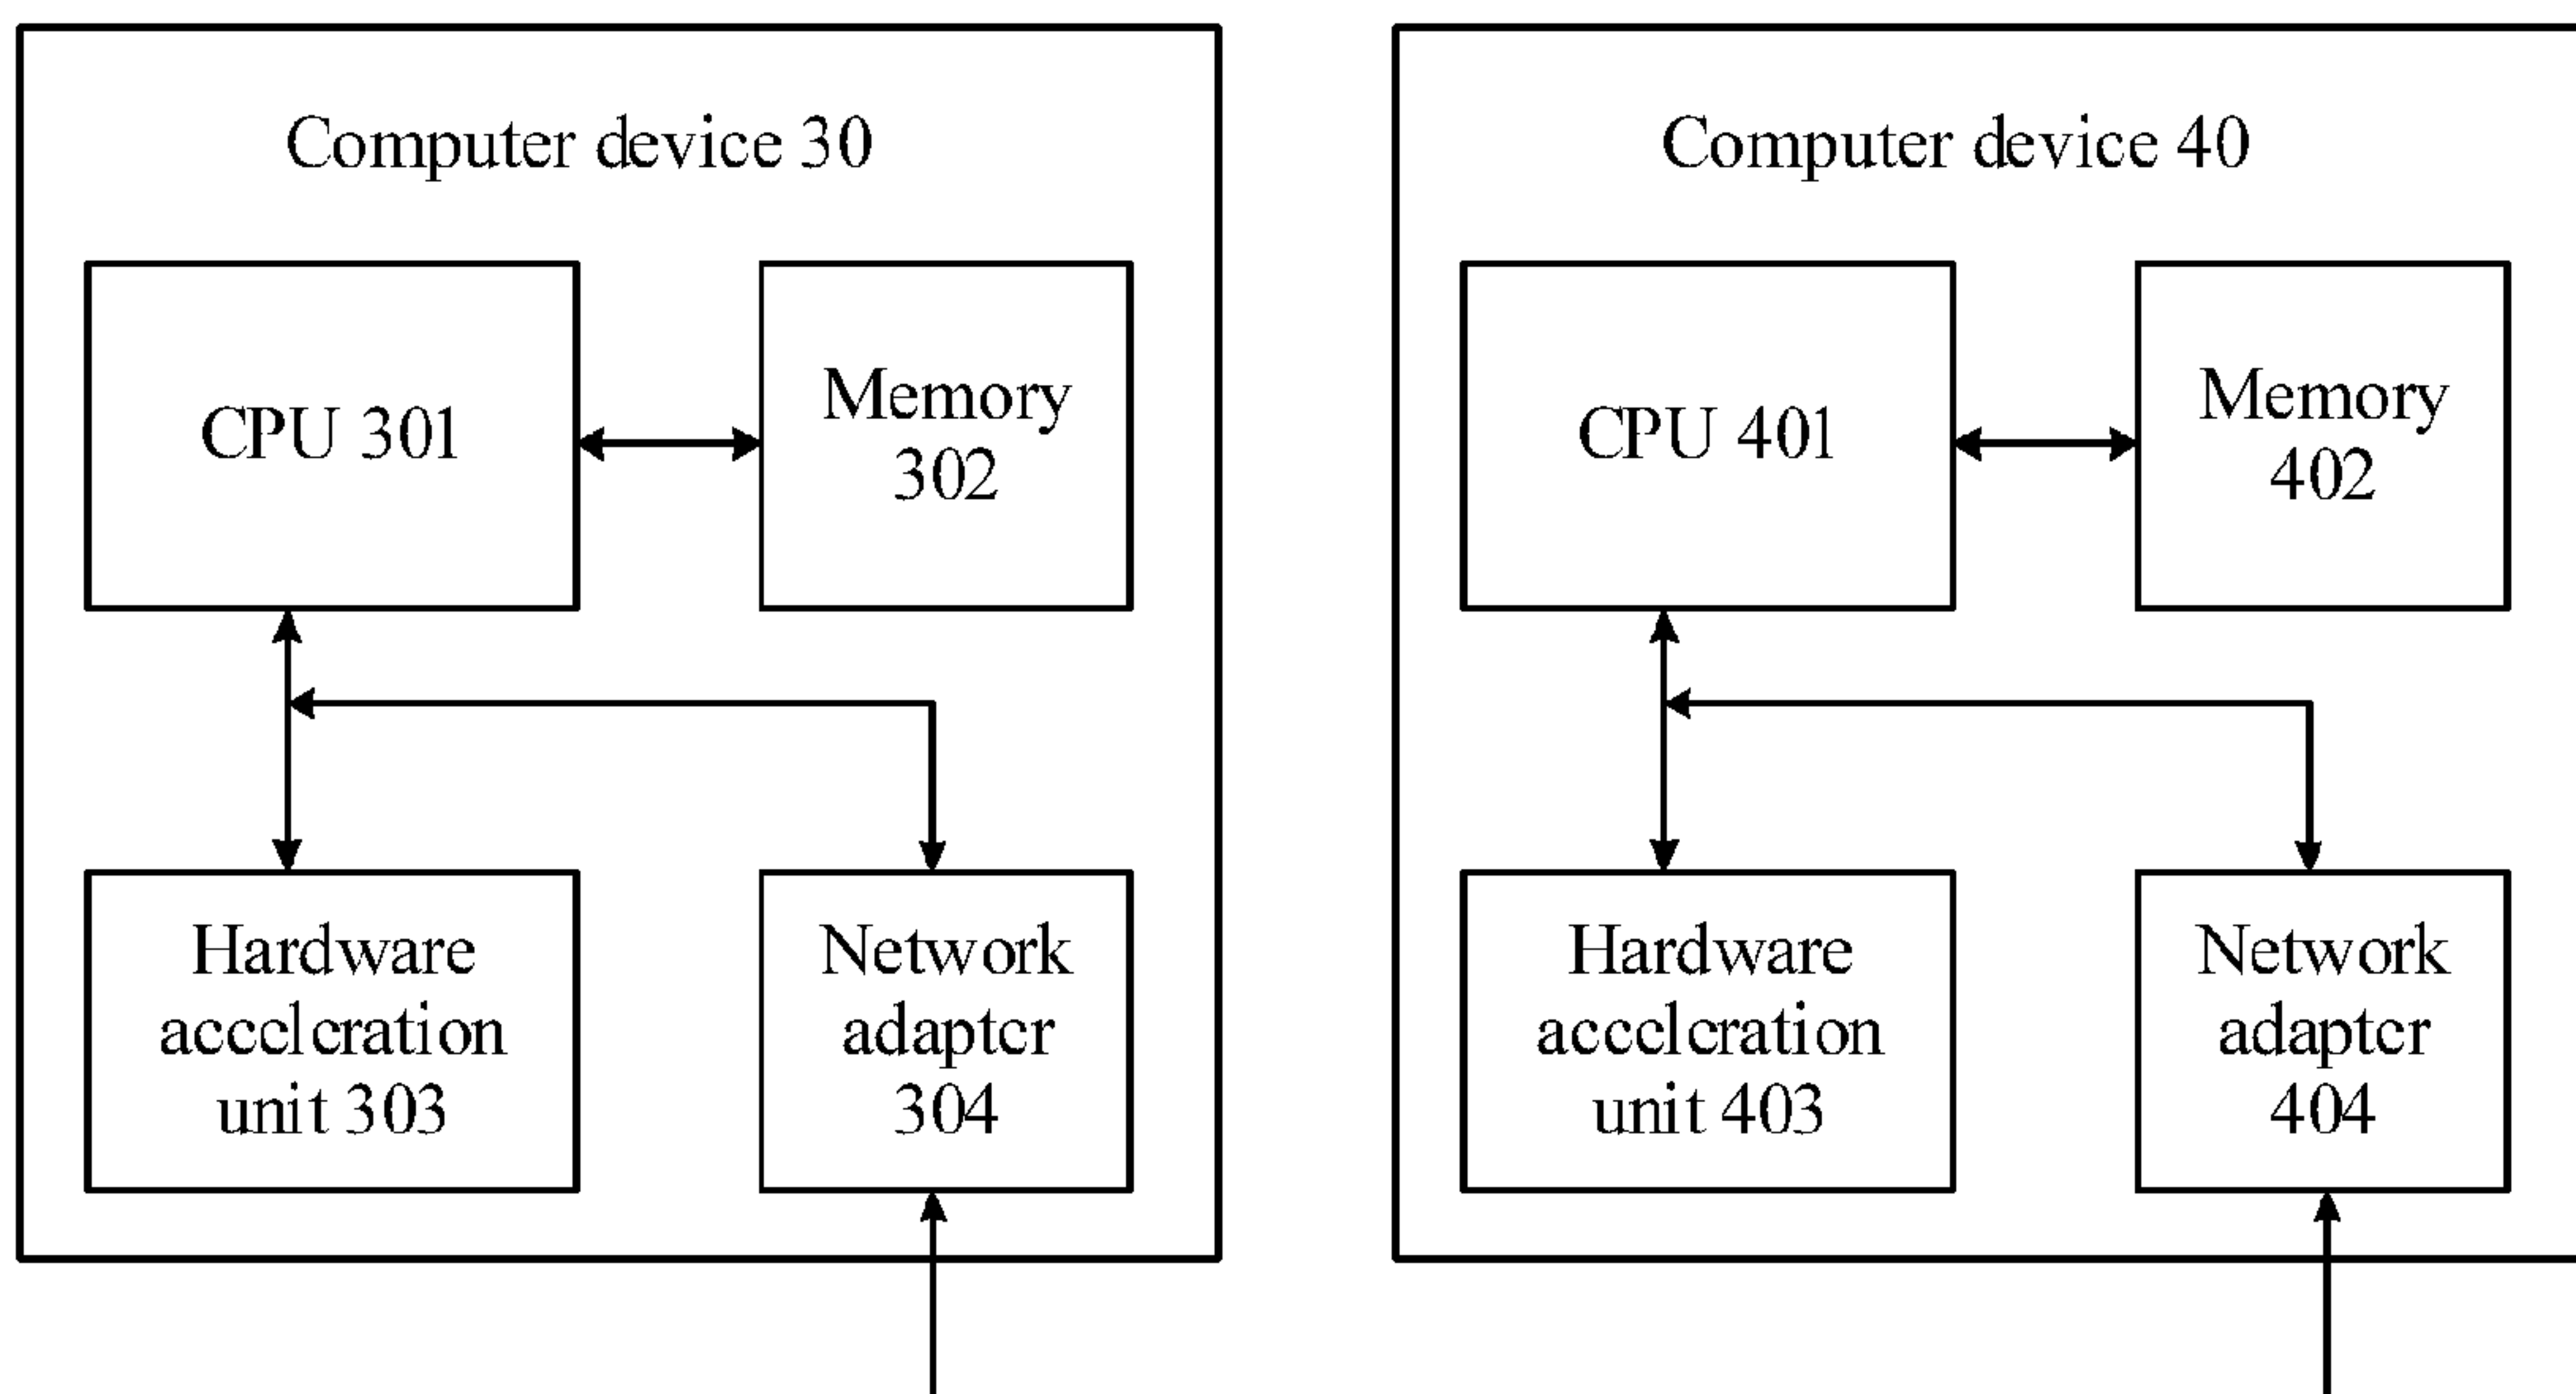 Computer device 30
CPU 301
Memory
302
Hardware
acceleration
unit 303
Network
adapter
304
Computer device 40
CPU 401
Memory
402
Hardware
acceleration
unit 403
Network
adapter
404